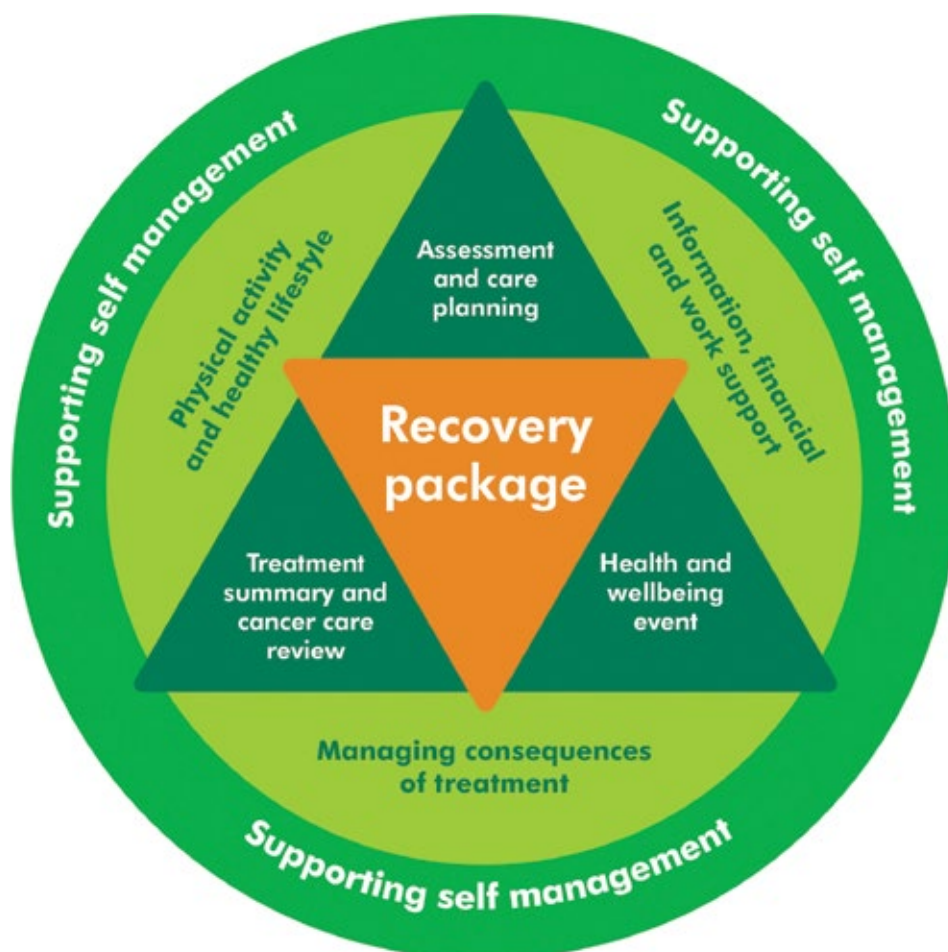 Supporting self management
Supporting self management
Physical activity
and healthy lifestyle
Information, financial
and work support
Assessment
and care
planning
Recovery
package
Treatment
summary and
cancer care
review
Health and
wellbeing
event
Managing consequences
of treatment
Supporting self management